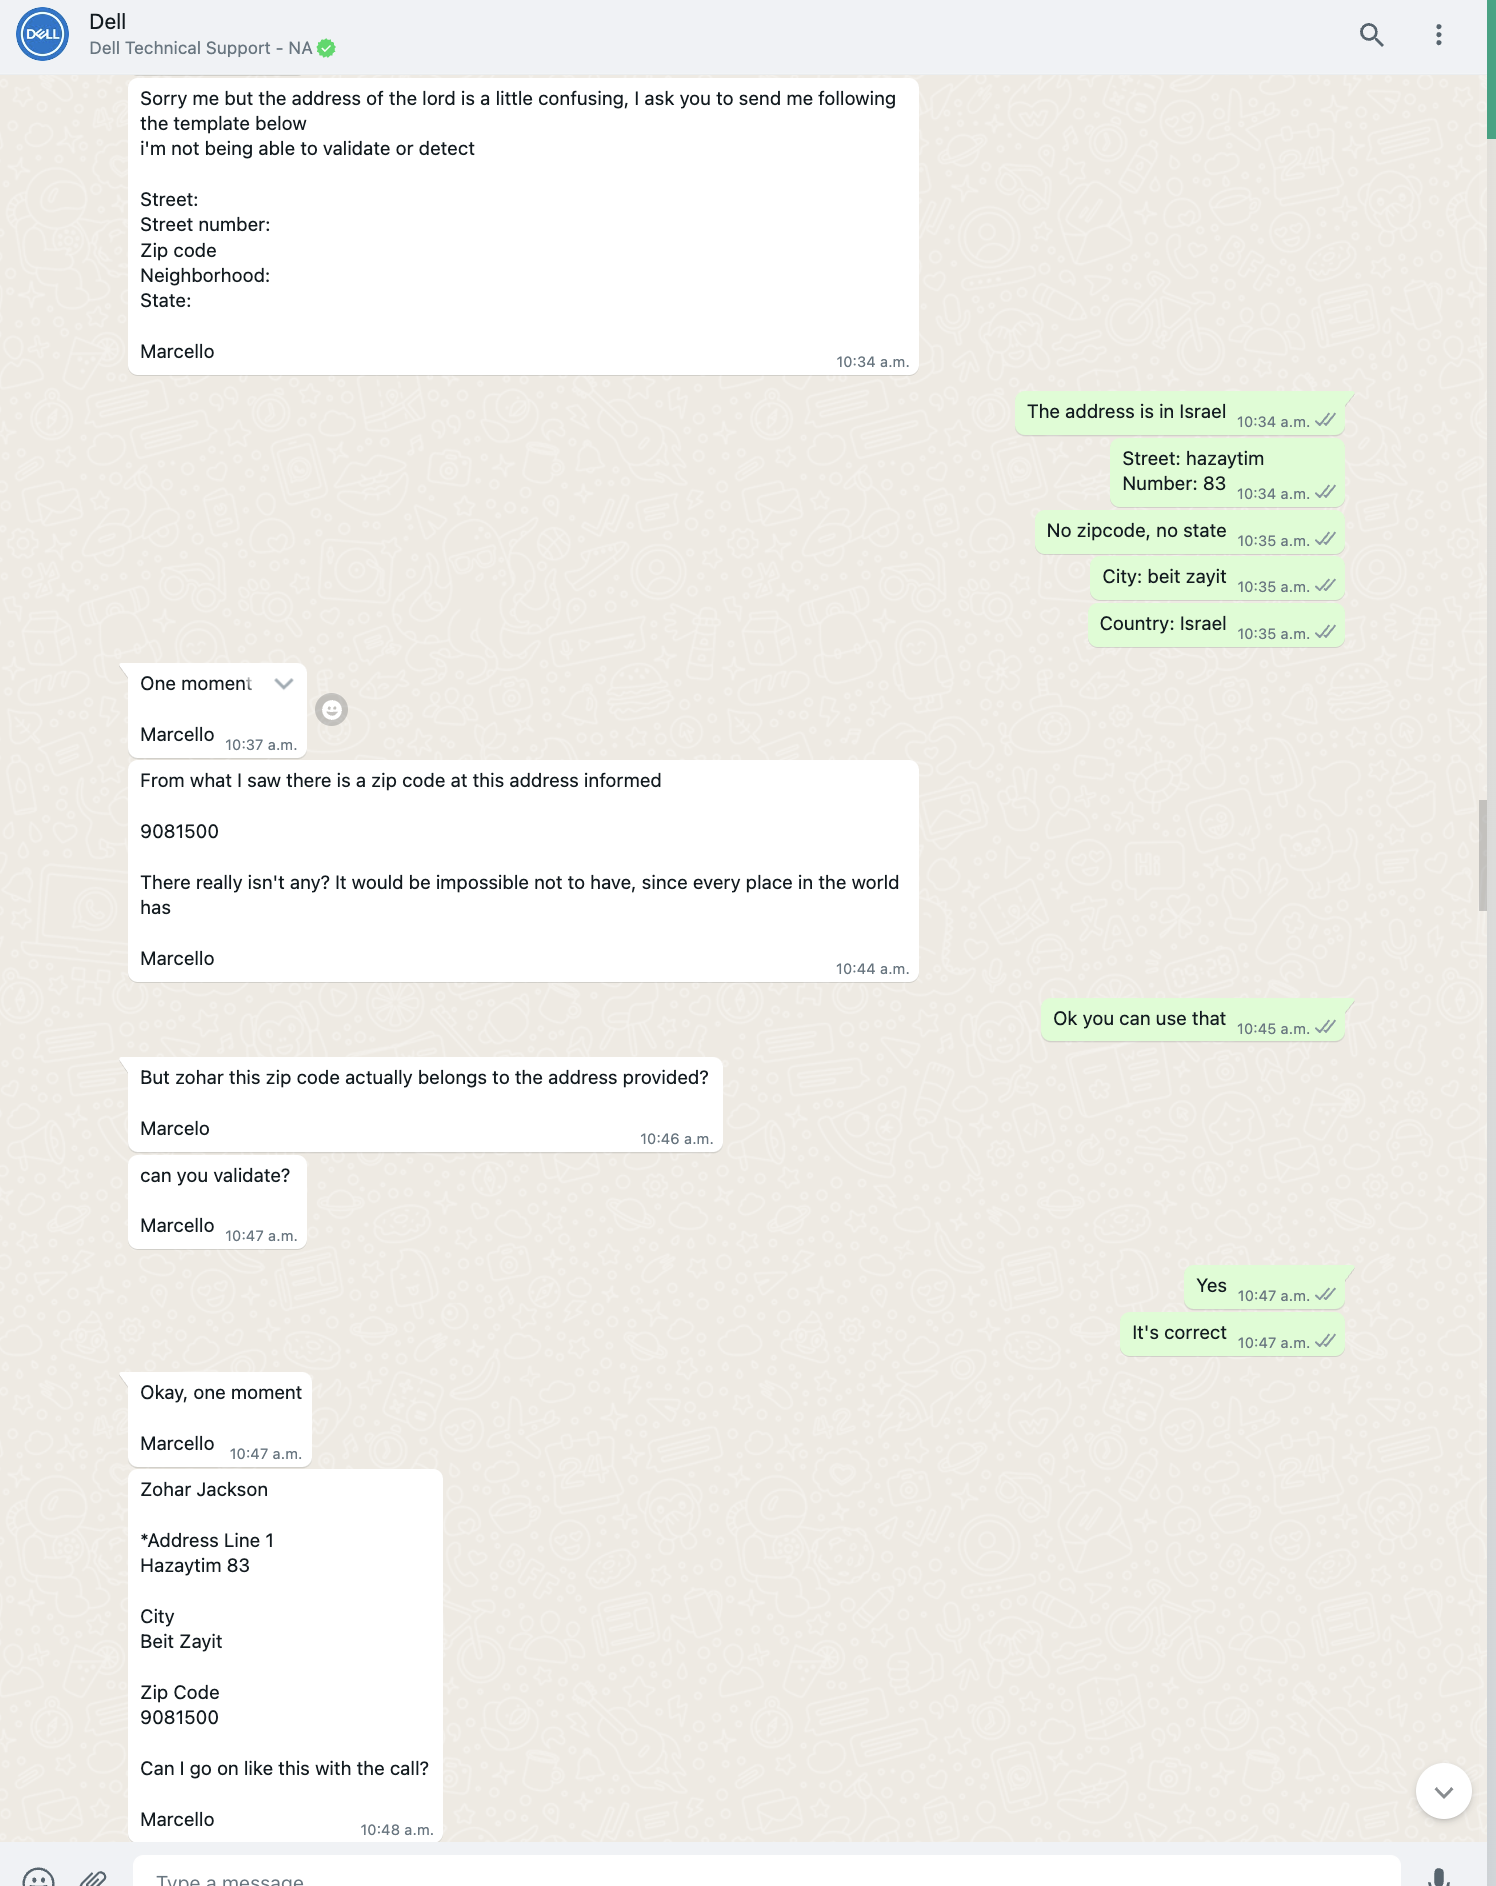 DELL
Dell
Dell Technical Support - NA
Sorry me but the address of the lord is a little confusing, I ask you to send me following
the template below
i'm not being able to validate or detect
Street:
Street number:
Zip code
Neighborhood:
State:
Marcello
10:34 a.m.
The address is in Israel 10:34 a.m.
Street: hazaytim
Number: 83 10:34 a.m.
No zipcode, no state 10:35 a.m.
City: beit zayit 10:35 a.m.
Country: Israel 10:35 a.m.
One moment
Marcello 10:37 a.m.
From what I saw there is a zip code at this address informed
9081500
There really isn't any? It would be impossible not to have, since every place in the world
has
Marcello
10:44 a.m.
Ok you can use that 10:45 a.m.
But zohar this zip code actually belongs to the address provided?
Marcelo
10:46 a.m.
can you validate?
Marcello 10:47 a.m.
Yes 10:47 a.m.
It's correct 10:47 a.m.
Okay, one moment
Marcello 10:47 a.m.
Zohar Jackson
*Address Line 1
Hazaytim 83
City
Beit Zayit
Zip Code
9081500
Can I go on like this with the call?
Marcello
10:48 a.m.
Type a message